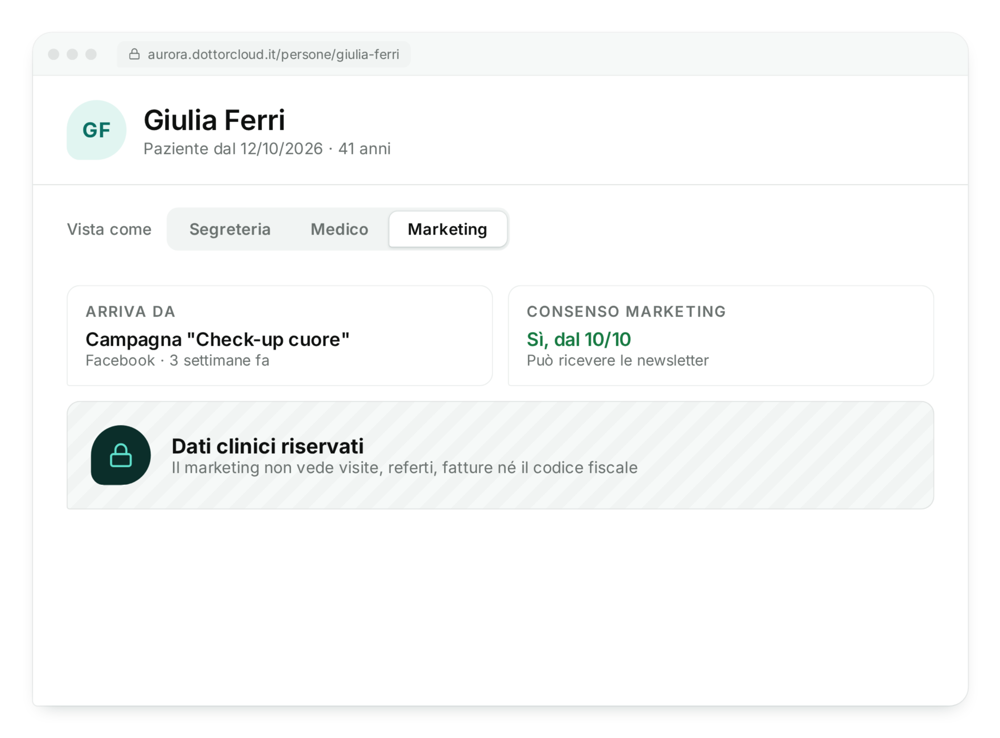 aurora.dottorcloud.it/persone/giulia-ferri
GF
Giulia Ferri
Paziente dal 12/10/2026 · 41 anni
Vista come
Segreteria
Medico
Marketing
ARRIVA DA
Campagna "Check-up cuore"
Facebook · 3 settimane fa
CONSENSO MARKETING
Sì, dal 10/10
Può ricevere le newsletter
Dati clinici riservati
Il marketing non vede visite, referti, fatture né il codice fiscale